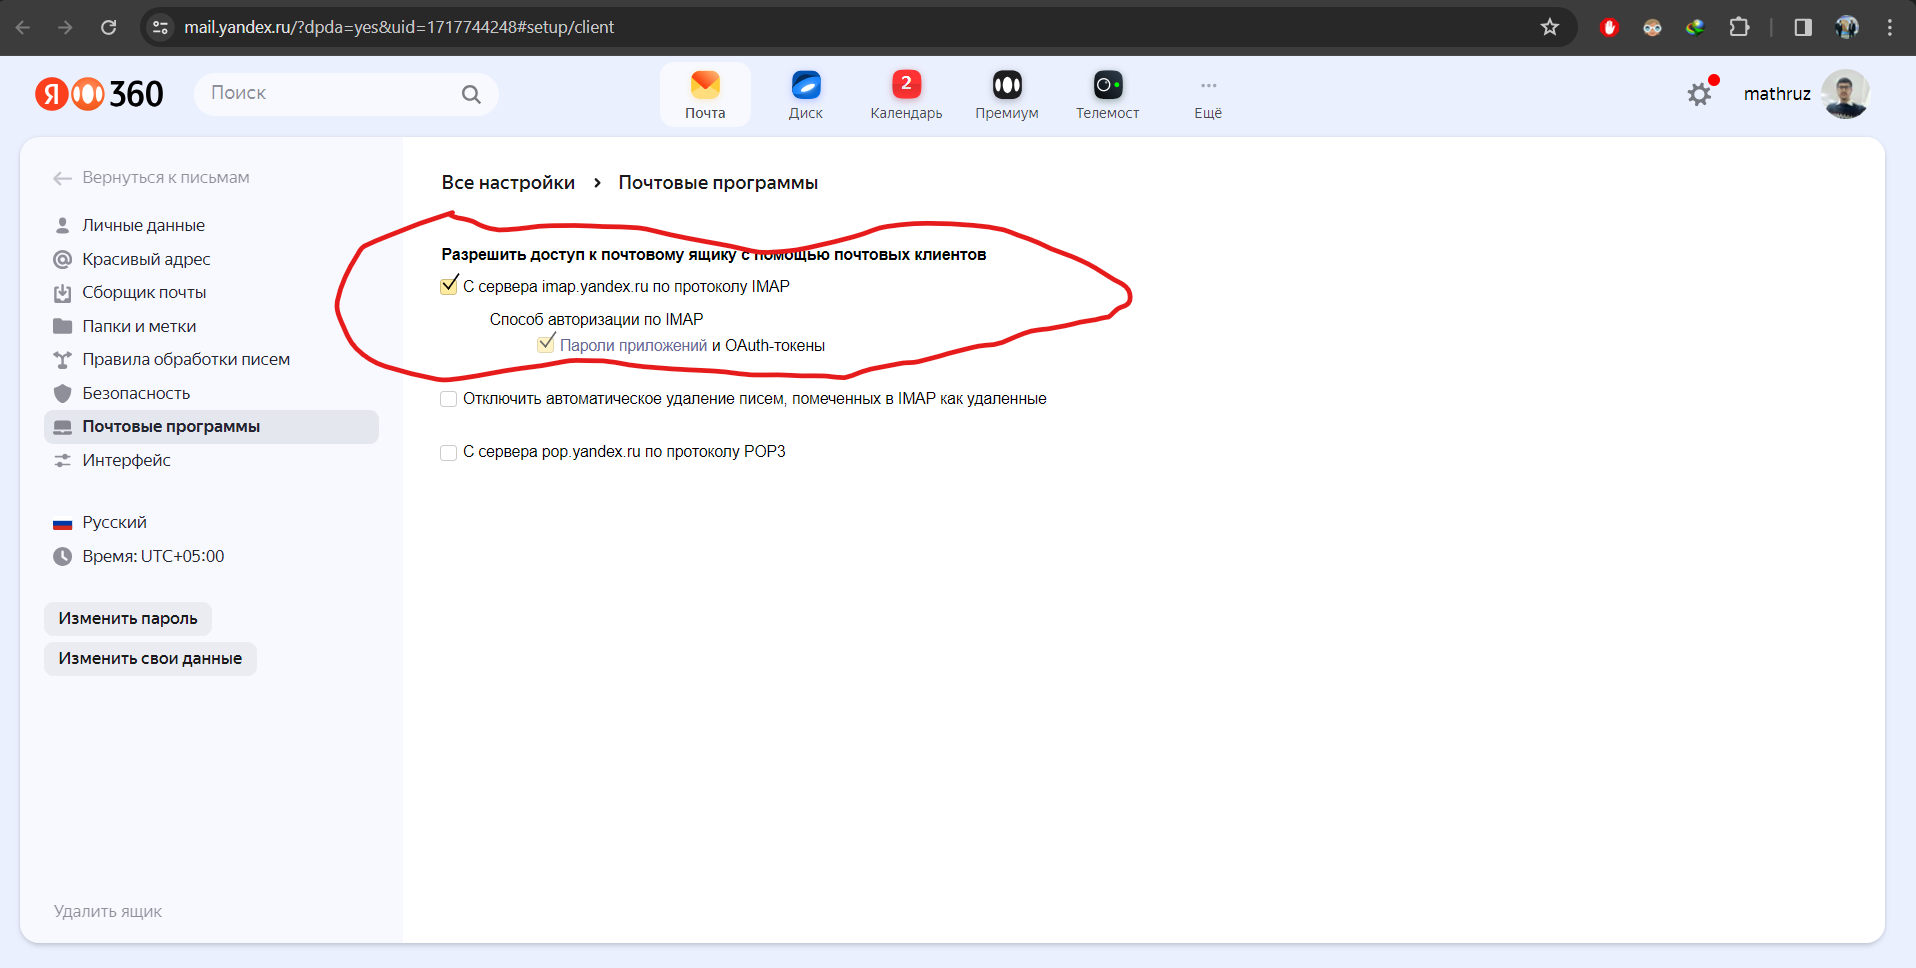 mail.yandex.ru/?dpda=yes&uid=1717744248#setup/client
Я 360
Поиск
Почта
Диск
2
Календарь
Премиум
Телемост
Ещё
mathruz
Вернуться к письмам
Личные данные
Красивый адрес
Сборщик почты
Папки и метки
Правила обработки писем
Безопасность
Почтовые программы
Интерфейс
Русский
Время: UTC+05:00
Изменить пароль
Изменить свои данные
Удалить ящик
Все настройки › Почтовые программы
Разрешить доступ к почтовому ящику с помощью почтовых клиентов
С сервера imap.yandex.ru по протоколу IMAP
Способ авторизации по IMAP
Пароли приложений и OAuth-токены
Отключить автоматическое удаление писем, помеченных в IMAP как удаленные
С сервера pop.yandex.ru по протоколу POP3